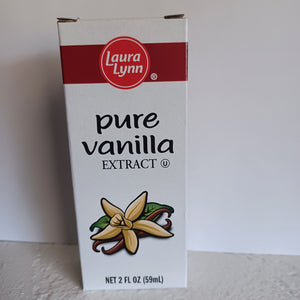 Laura
Lynn ®
pure
vanilla
EXTRACT Ⓤ
NET 2 FL OZ (59mL)